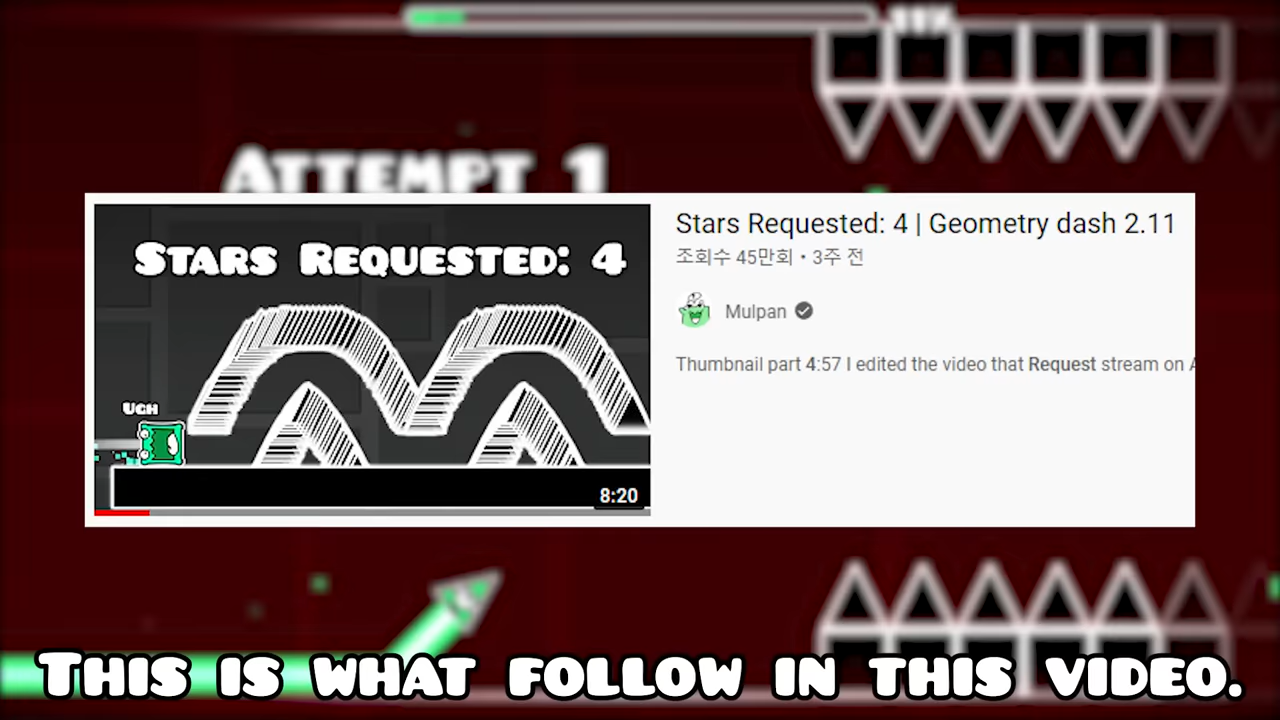 ATTEMPT 1
STARS REQUESTED: 4
UGH
8:20
Stars Requested: 4 | Geometry dash 2.11
조회수 45만회 • 3주 전
Mulpan
Thumbnail part 4:57 I edited the video that Request stream on
THIS IS WHAT FOLLOW IN THIS VIDEO.